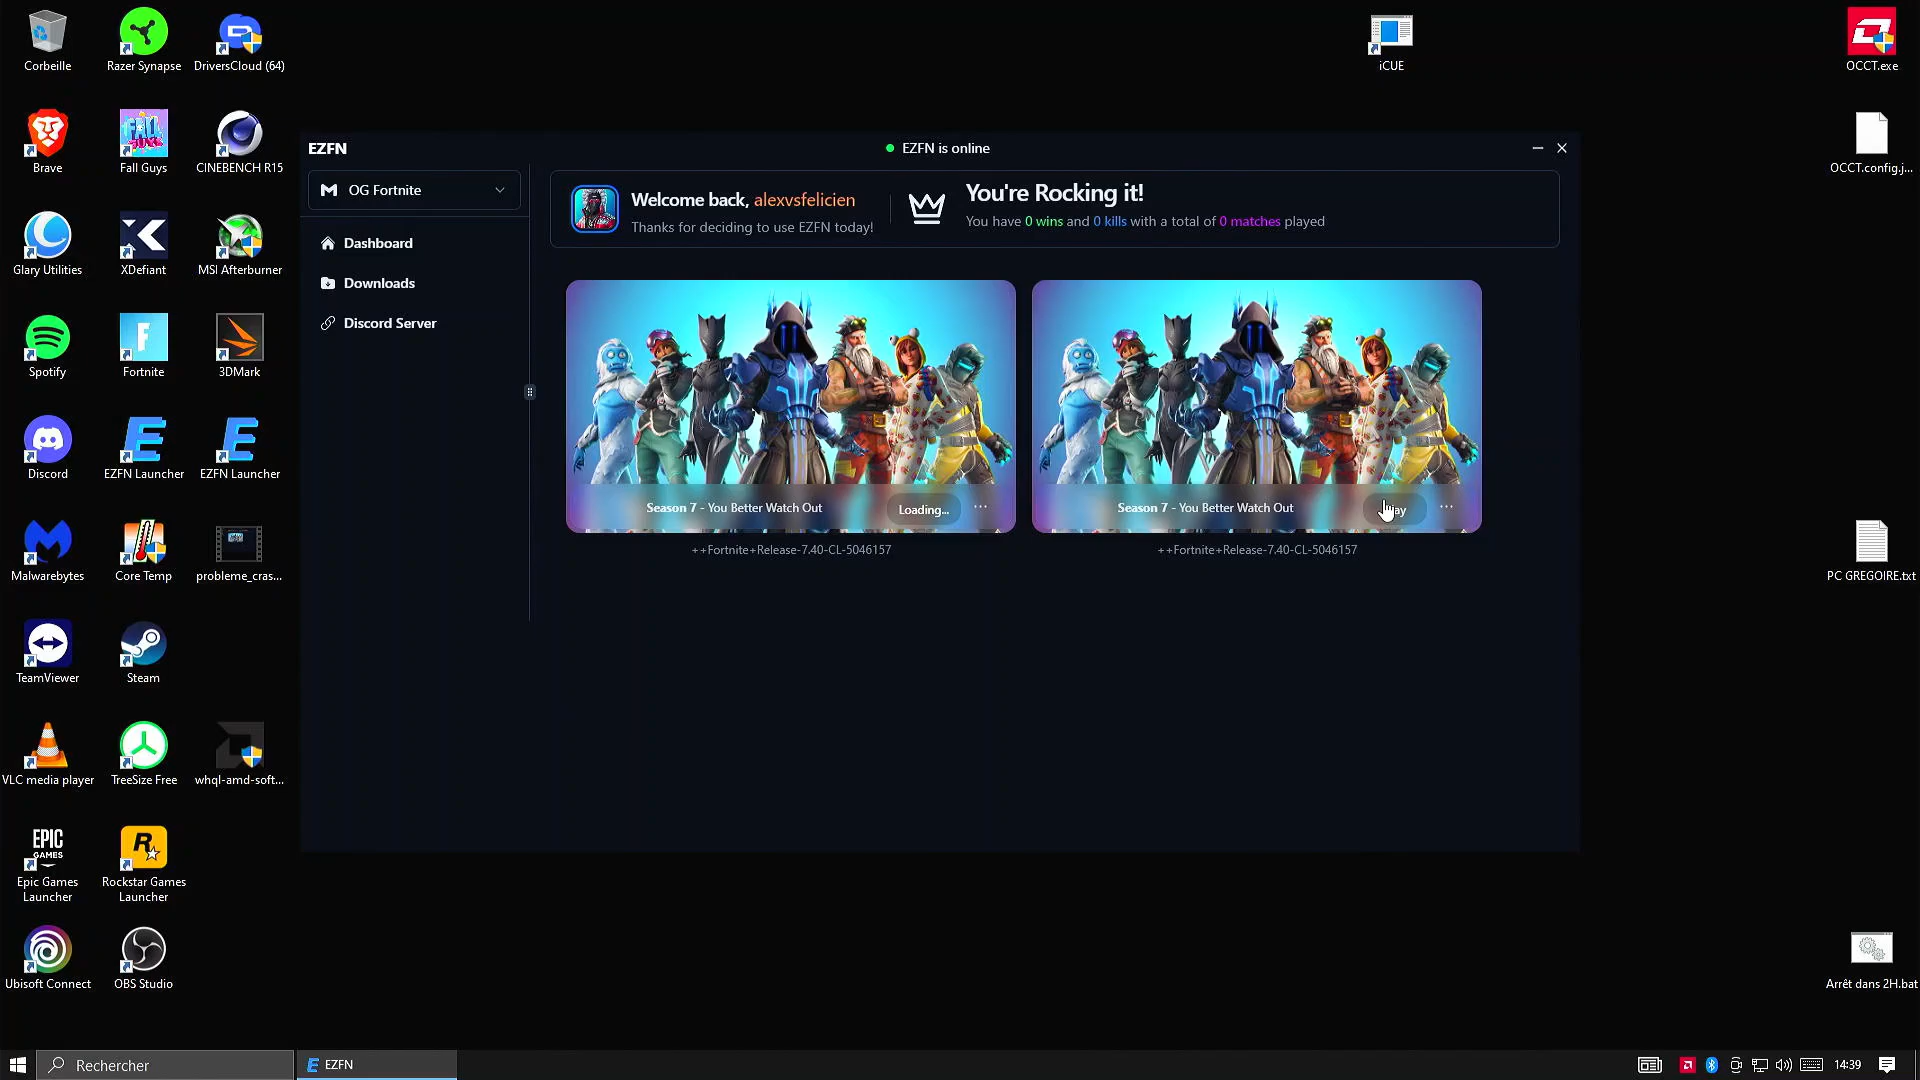 Corbeille
Razer Synapse
DriversCloud (64)
iCUE
OCCT.exe
Brave
Fall Guys
CINEBENCH R15
OCCT.config.j...
Glary Utilities
XDefiant
MSI Afterburner
Spotify
Fortnite
3DMark
Discord
EZFN Launcher
EZFN Launcher
Malwarebytes
Core Temp
probleme_cras...
PC GREGOIRE.txt
TeamViewer
Steam
VLC media player
TreeSize Free
whql-amd-soft...
EPIC
GAMES
Epic Games
Launcher
Rockstar Games
Launcher
Ubisoft Connect
OBS Studio
Arrêt dans 2H.bat
EZFN
EZFN is online
OG Fortnite
Dashboard
Downloads
Discord Server
Welcome back, alexvsfelicien
Thanks for deciding to use EZFN today!
You're Rocking it!
You have 0 wins and 0 kills with a total of 0 matches played
Season 7 - You Better Watch Out
Loading...
++Fortnite+Release-7.40-CL-5046157
Season 7 - You Better Watch Out
++Fortnite+Release-7.40-CL-5046157
Rechercher
EZFN
14:39